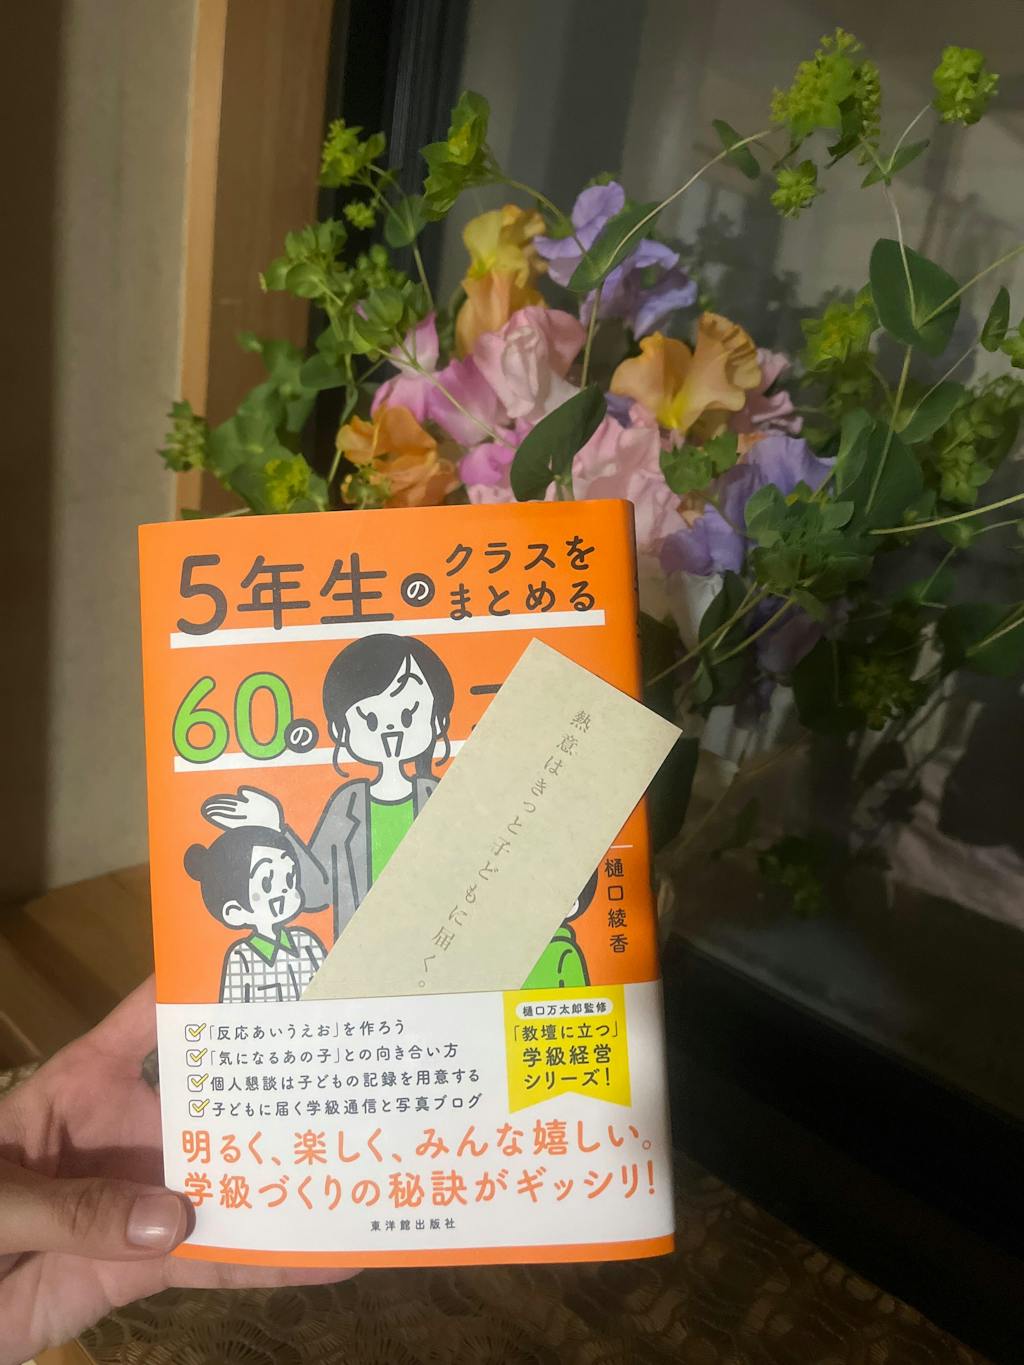 5年生のクラスを
まとめる
60の
熱意はきっと子どもに届く。
樋口綾香
「反応あいうえお」を作ろう
「気になるあの子」との向き合い方
個人懇談は子どもの記録を用意する
子どもに届く学級通信と写真ブログ
樋口万太郎監修
「教壇に立つ」
学級経営
シリーズ!
明るく、楽しく、みんな嬉しい。
学級づくりの秘訣がギッシリ!
東洋館出版社